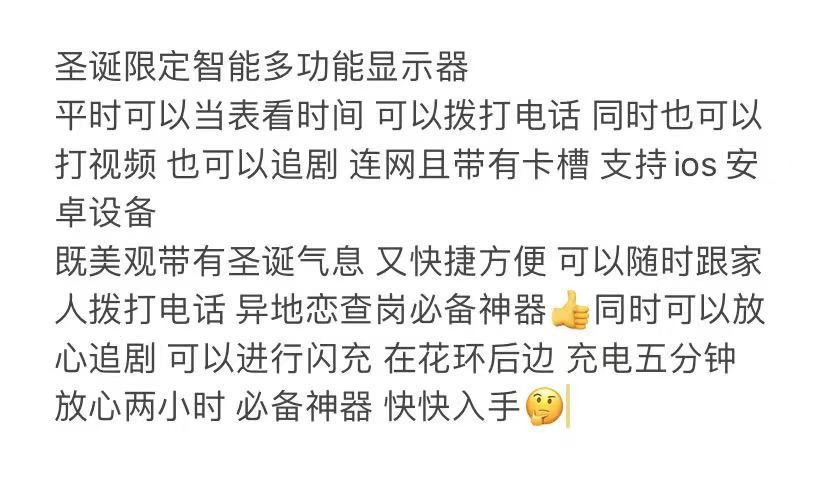 圣诞限定智能多功能显示器
平时可以当表看时间 可以拨打电话 同时也可以
打视频 也可以追剧 连网且带有卡槽 支持ios 安
卓设备
既美观带有圣诞气息 又快捷方便 可以随时跟家
人拨打电话 异地恋查岗必备神器👍同时可以放
心追剧 可以进行闪充 在花环后边 充电五分钟
放心两小时 必备神器 快快入手🤔